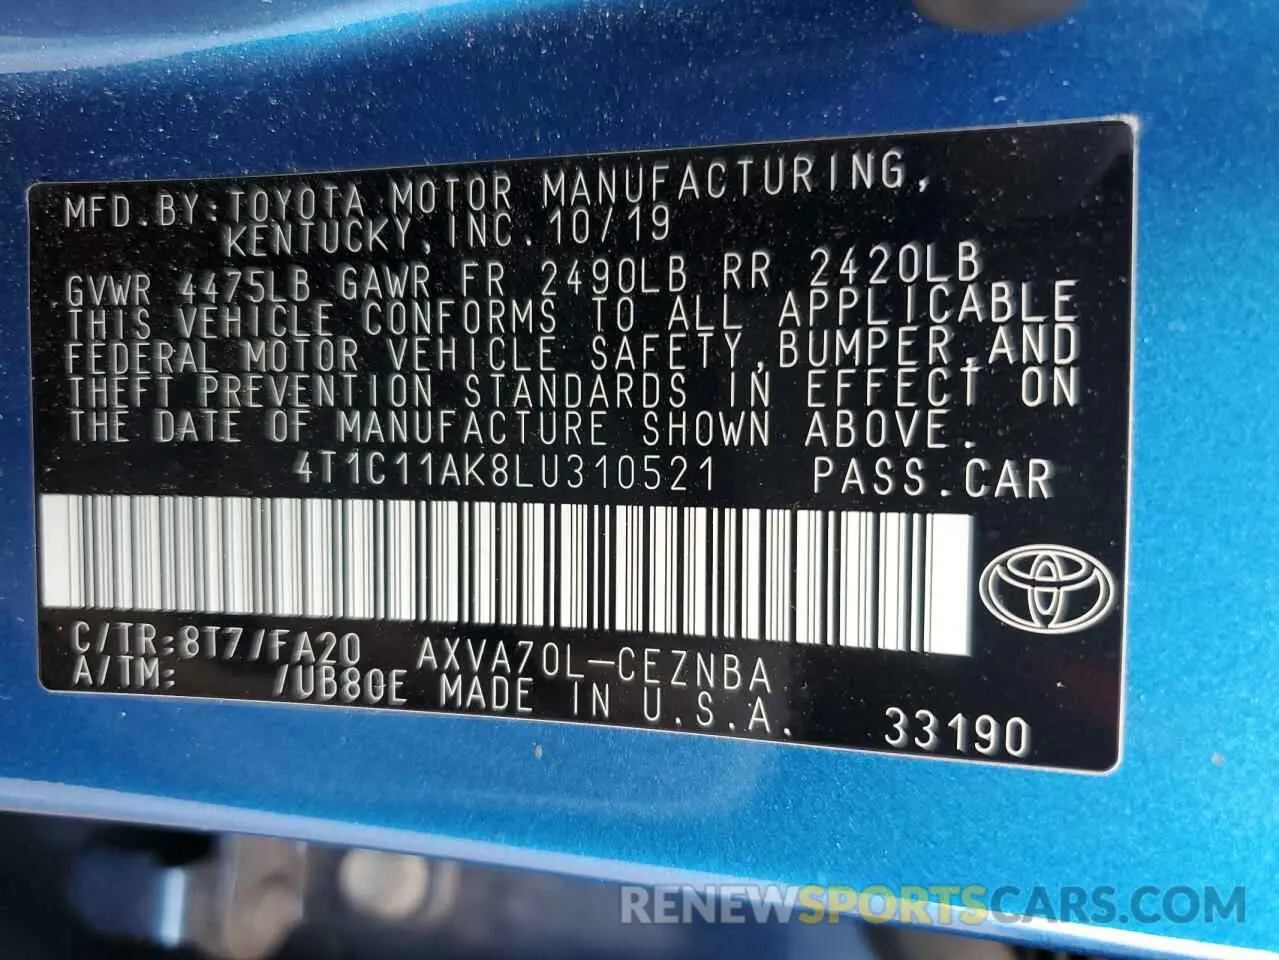 MFD.BY:TOYOTA MOTOR MANUFACTURING,
KENTUCKY, INC. 10/19
GVWR 4475LB GAWR FR 2490LB RR 2420LB
THIS VEHICLE CONFORMS TO ALL APPLICABLE
FEDERAL MOTOR VEHICLE SAFETY,BUMPER,AND
THEFT PREVENTION STANDARDS IN EFFECT ON
THE DATE OF MANUFACTURE SHOWN ABOVE.
4T1C11AK8LU310521 PASS.CAR
C/TR:8T7/FA20 AXVA70L-CEZNBA
A/TM: /UB80E MADE IN U.S.A.
33190
RENEWSPORTSCARS.COM